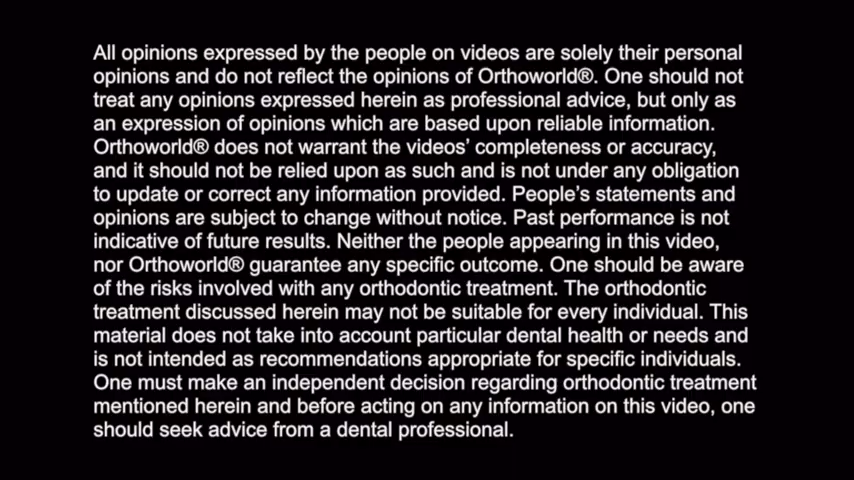 All opinions expressed by the people on videos are solely their personal
opinions and do not reflect the opinions of Orthoworld®. One should not
treat any opinions expressed herein as professional advice, but only as
an expression of opinions which are based upon reliable information.
Orthoworld® does not warrant the videos’ completeness or accuracy,
and it should not be relied upon as such and is not under any obligation
to update or correct any information provided. People’s statements and
opinions are subject to change without notice. Past performance is not
indicative of future results. Neither the people appearing in this video,
nor Orthoworld® guarantee any specific outcome. One should be aware
of the risks involved with any orthodontic treatment. The orthodontic
treatment discussed herein may not be suitable for every individual. This
material does not take into account particular dental health or needs and
is not intended as recommendations appropriate for specific individuals.
One must make an independent decision regarding orthodontic treatment
mentioned herein and before acting on any information on this video, one
should seek advice from a dental professional.